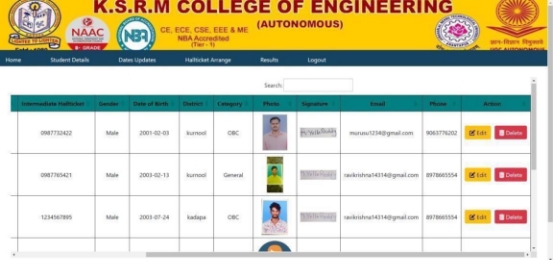 K.S.R.M COLLEGE OF ENGINEERING
(AUTONOMOUS)
NAAC
B+ GRADE
NBA
CE, ECE, CSE, EEE & ME
NBA Accredited
(Tier - 1)
Home Student Details Dates Updates Hallticket Arrange Results Logout
Search:
Intermediate Hallticket Gender Date of Birth District Category Photo Signature Email Phone Action
0987732422 Male 2001-02-03 kurnool OBC murusu1234@gmail.com 9063776202 Edit Delete
0987765421 Male 2003-02-13 kurnool General ravikrishna14314@gmail.com 8978665554 Edit Delete
1234567895 Male 2003-07-24 kadapa OBC ravikrishna14314@gmail.com 8978665554 Edit Delete